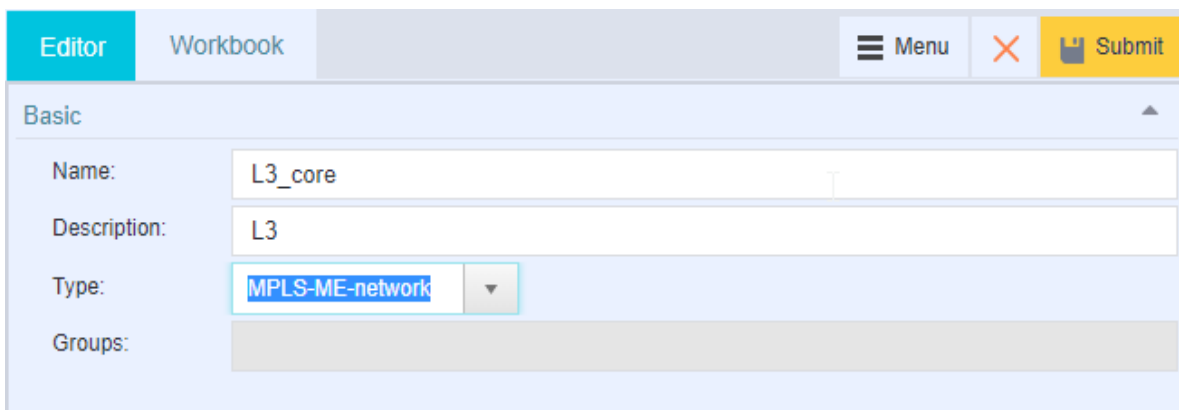 Editor Workbook Menu Submit
Basic
Name: L3_core
Description: L3
Type: MPLS-ME-network
Groups: